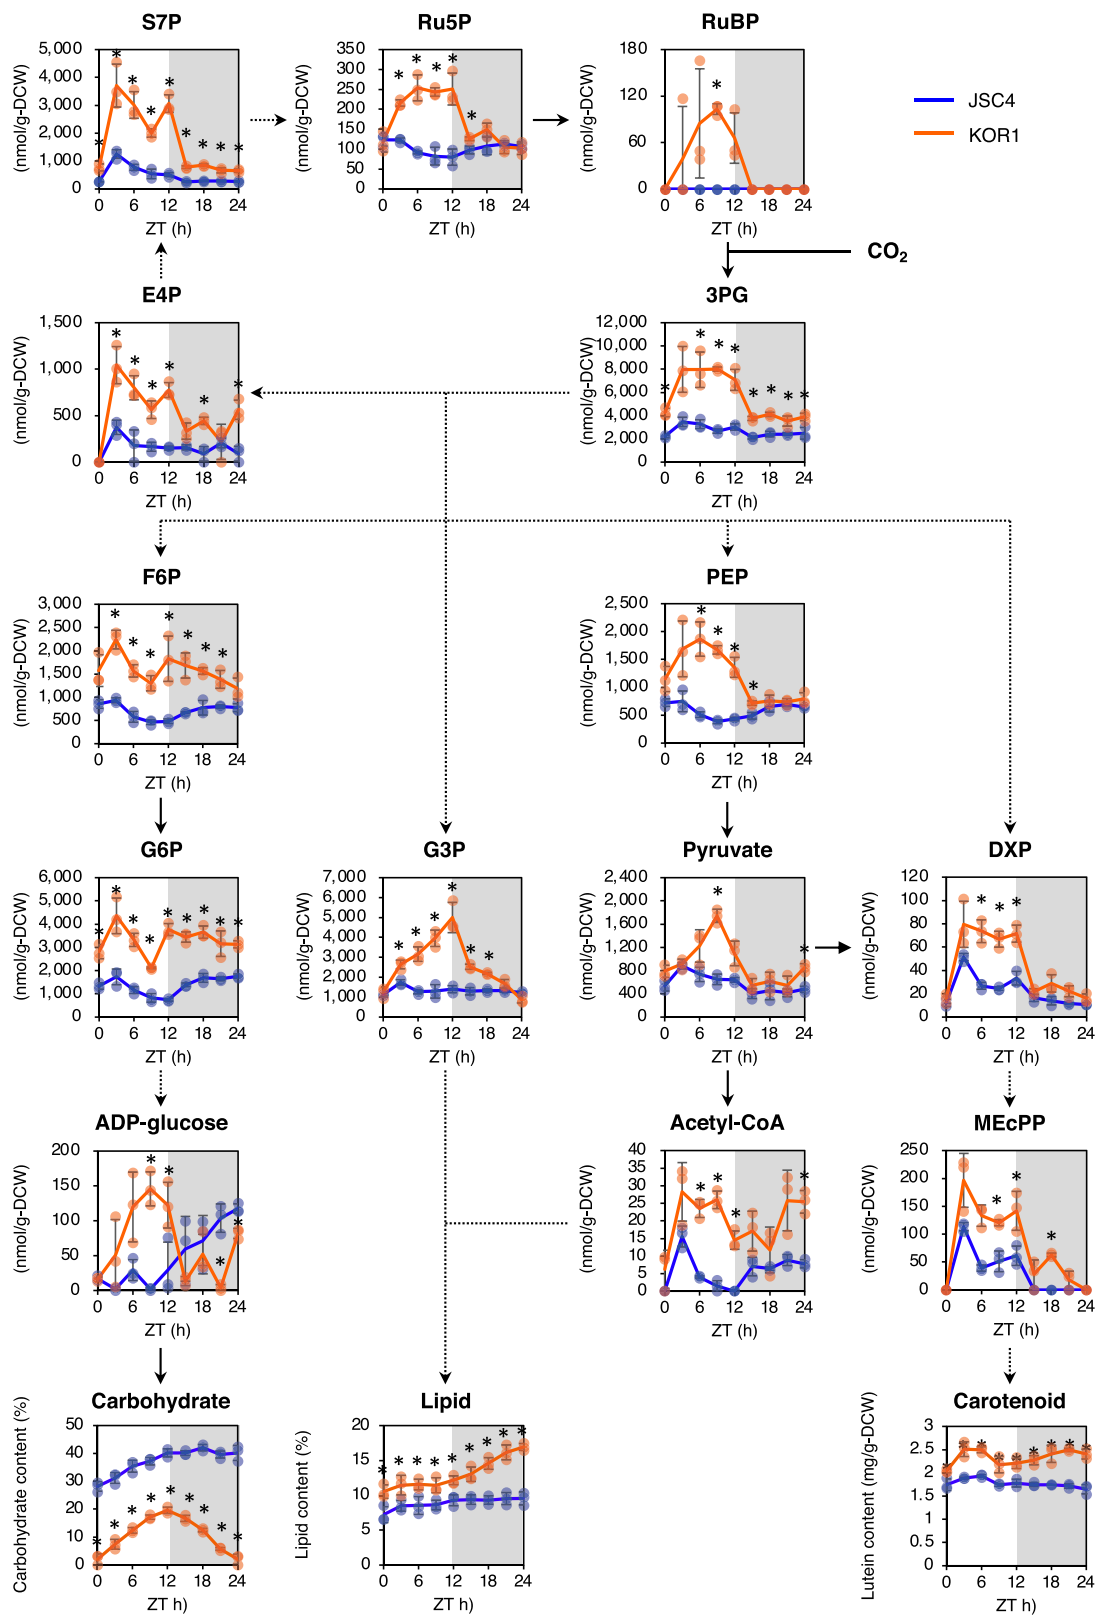 S7P
5,000
4,000
3,000
2,000
1,000
0
(nmol/g-DCW)
0 6 12 18 24
ZT (h)
Ru5P
350
300
250
200
150
100
50
0
(nmol/g-DCW)
0 6 12 18 24
ZT (h)
RuBP
180
120
60
0
(nmol/g-DCW)
0 6 12 18 24
ZT (h)
JSC4
KOR1
CO2
E4P
1,500
1,000
500
0
(nmol/g-DCW)
0 6 12 18 24
ZT (h)
3PG
12,000
10,000
8,000
6,000
4,000
2,000
0
(nmol/g-DCW)
0 6 12 18 24
ZT (h)
F6P
3,000
2,500
2,000
1,500
1,000
500
0
(nmol/g-DCW)
0 6 12 18 24
ZT (h)
PEP
2,500
2,000
1,500
1,000
500
0
(nmol/g-DCW)
0 6 12 18 24
ZT (h)
G6P
6,000
5,000
4,000
3,000
2,000
1,000
0
(nmol/g-DCW)
0 6 12 18 24
ZT (h)
G3P
7,000
6,000
5,000
4,000
3,000
2,000
1,000
0
(nmol/g-DCW)
0 6 12 18 24
ZT (h)
Pyruvate
2,400
2,000
1,600
1,200
800
400
0
(nmol/g-DCW)
0 6 12 18 24
ZT (h)
DXP
120
100
80
60
40
20
0
(nmol/g-DCW)
0 6 12 18 24
ZT (h)
ADP-glucose
200
150
100
50
0
(nmol/g-DCW)
0 6 12 18 24
ZT (h)
Acetyl-CoA
40
35
30
25
20
15
10
5
0
(nmol/g-DCW)
0 6 12 18 24
ZT (h)
MEcPP
250
200
150
100
50
0
(nmol/g-DCW)
0 6 12 18 24
ZT (h)
Carbohydrate
50
40
30
20
10
0
Carbohydrate content (%)
0 6 12 18 24
ZT h)
Lipid
20
15
10
5
0
Lipid content (%)
0 6 12 18 24
ZT (h)
Carotenoid
3
2.5
2
1.5
1
0.5
0
Lutein content (mg/g-DCW)
0 6 12 18 24
ZT (h)